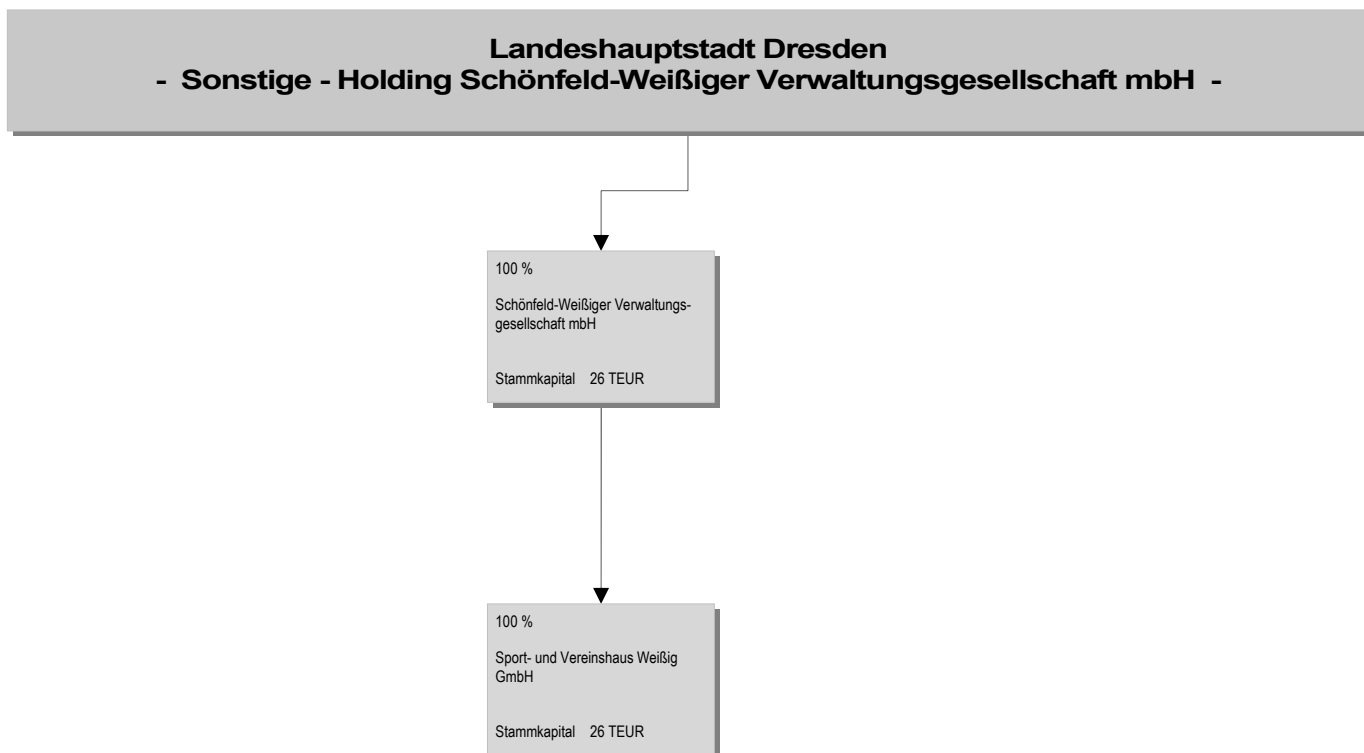 Landeshauptstadt Dresden
- Sonstige - Holding Schönfeld-Weißiger Verwaltungsgesellschaft mbH -
100 %
Schönfeld-Weißiger Verwaltungs-
gesellschaft mbH
Stammkapital 26 TEUR
100 %
Sport- und Vereinshaus Weißig
GmbH
Stammkapital 26 TEUR